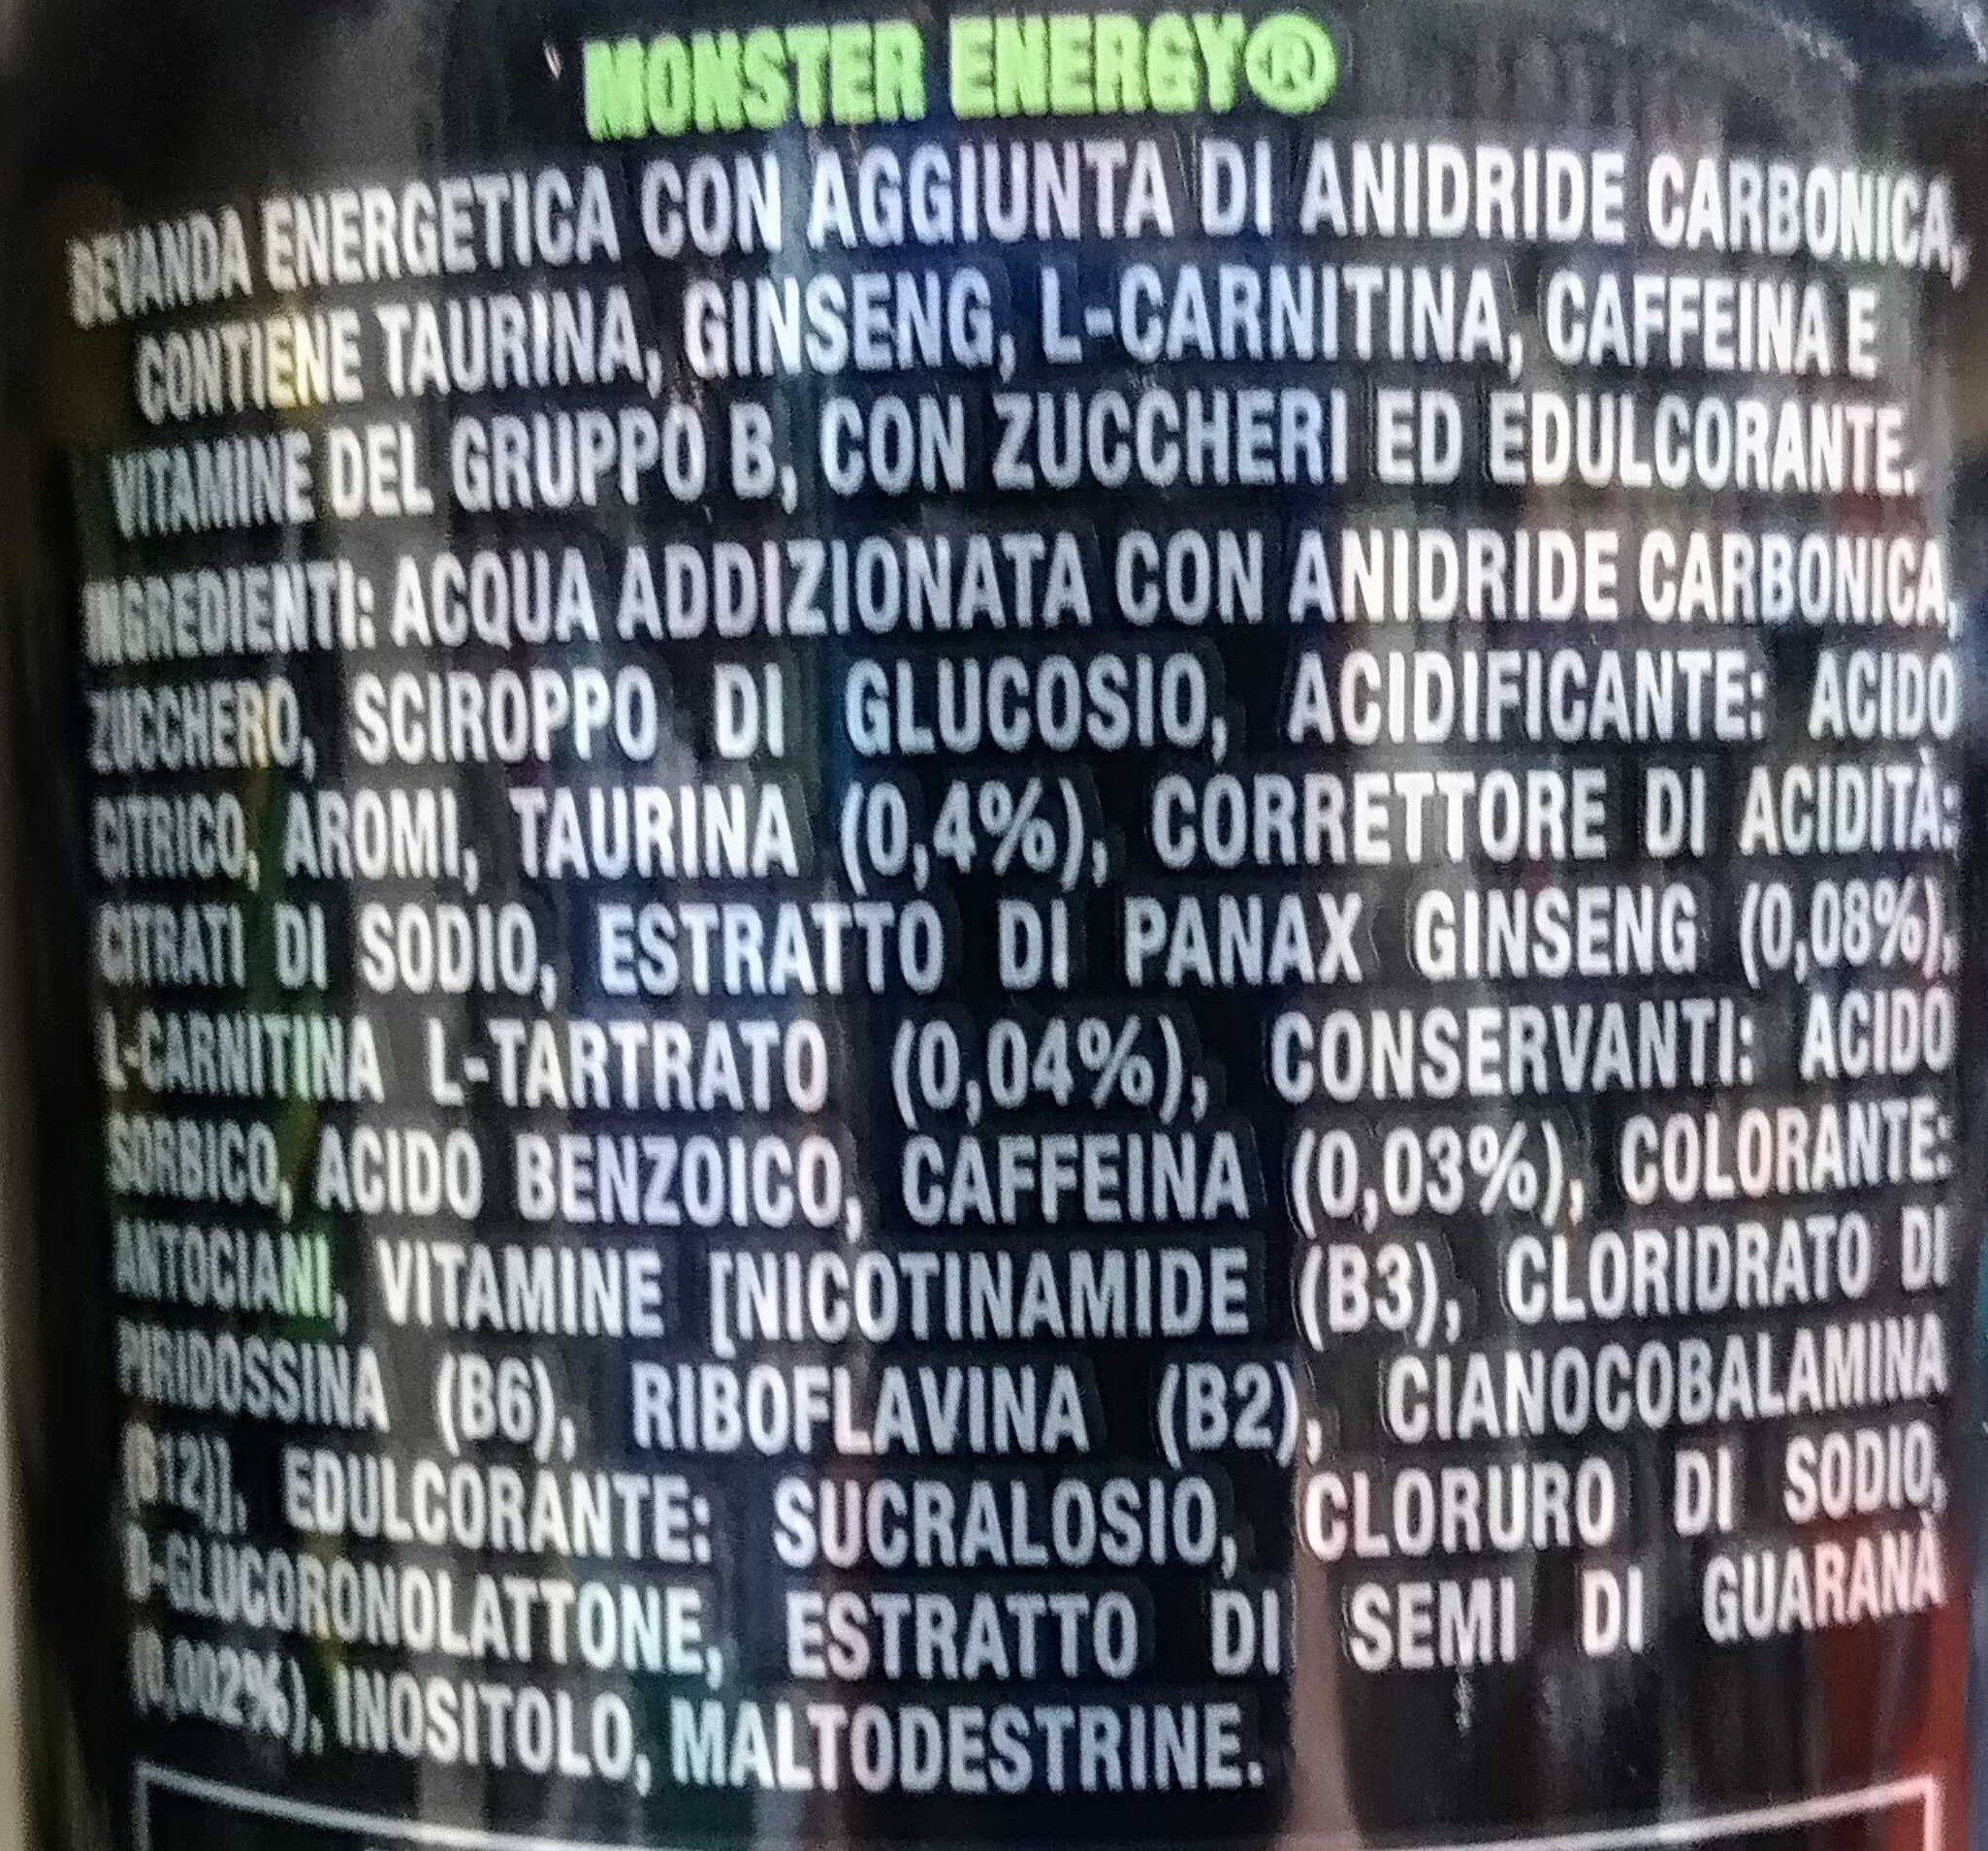 MONSTER ENERGY®
BEVANDA ENERGETICA CON AGGIUNTA DI ANIDRIDE CARBONICA,
CONTIENE TAURINA, GINSENG, L-CARNITINA, CAFFEINA E
VITAMINE DEL GRUPPO B, CON ZUCCHERI ED EDULCORANTE.
INGREDIENTI: ACQUA ADDIZIONATA CON ANIDRIDE CARBONICA,
ZUCCHERO, SCIROPPO DI GLUCOSIO, ACIDIFICANTE: ACIDO
CITRICO, AROMI, TAURINA (0,4%), CORRETTORE DI ACIDITÀ:
CITRATI DI SODIO, ESTRATTO DI PANAX GINSENG (0,08%),
L-CARNITINA L-TARTRATO (0,04%), CONSERVANTI: ACIDO
SORBICO, ACIDO BENZOICO, CAFFEINA (0,03%), COLORANTE:
ANTOCIANI, VITAMINE [NICOTINAMIDE (B3), CLORIDRATO DI
PIRIDOSSINA (B6), RIBOFLAVINA (B2), CIANOCOBALAMINA
(B12)], EDULCORANTE: SUCRALOSIO, CLORURO DI SODIO,
D-GLUCORONOLATTONE, ESTRATTO DI SEMI DI GUARANÀ
(0,002%), INOSITOLO, MALTODESTRINE.